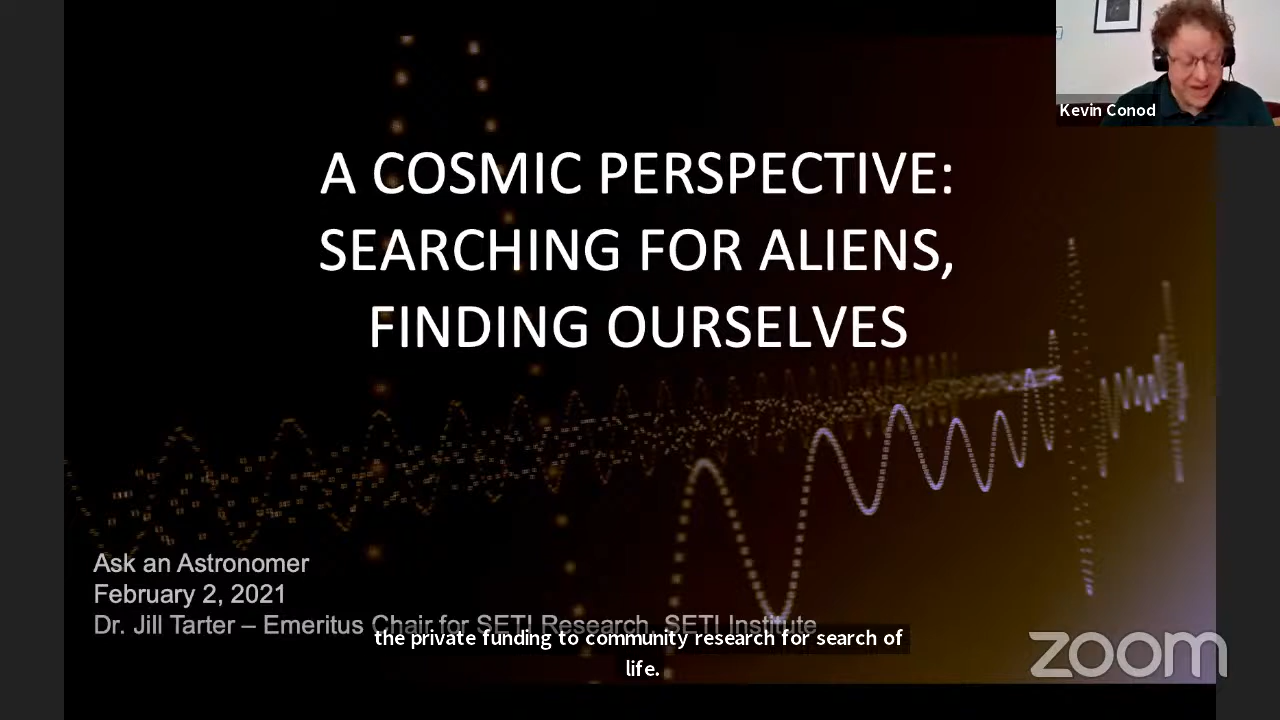 Kevin Conod
A COSMIC PERSPECTIVE:
SEARCHING FOR ALIENS,
FINDING OURSELVES
Ask an Astronomer
February 2, 2021
Dr. Jill Tarter – Emeritus Chair for SETI Research, SETI Institute
the private funding to community research for search of
life.
zoom